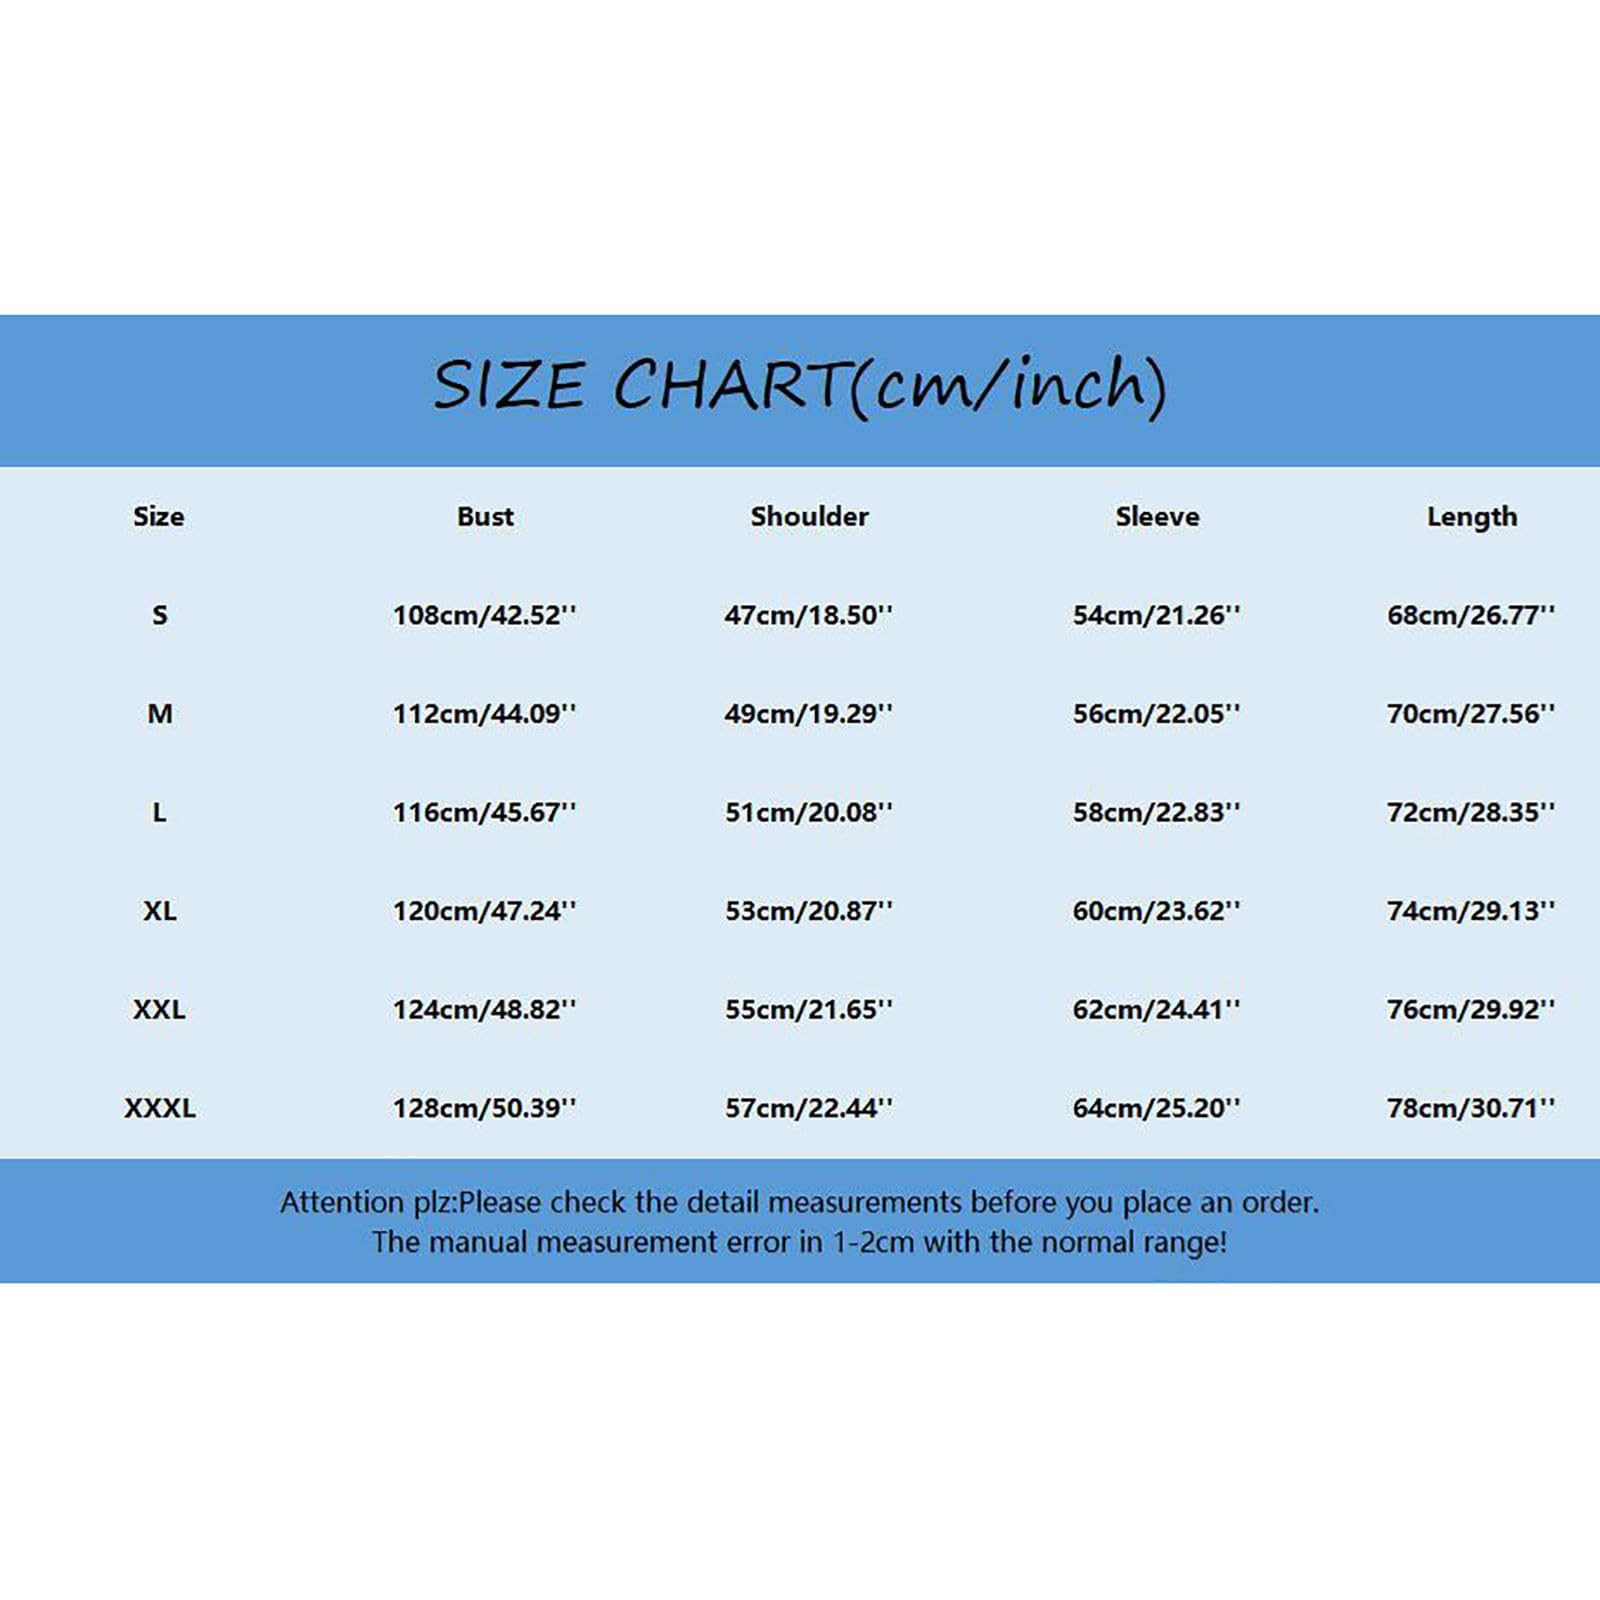 SIZE CHART(cm/inch)
Size Bust Shoulder Sleeve Length
S 108cm/42.52'' 47cm/18.50'' 54cm/21.26'' 68cm/26.77''
M 112cm/44.09'' 49cm/19.29'' 56cm/22.05'' 70cm/27.56''
L 116cm/45.67'' 51cm/20.08'' 58cm/22.83'' 72cm/28.35''
XL 120cm/47.24'' 53cm/20.87'' 60cm/23.62'' 74cm/29.13''
XXL 124cm/48.82'' 55cm/21.65'' 62cm/24.41'' 76cm/29.92''
XXXL 128cm/50.39'' 57cm/22.44'' 64cm/25.20'' 78cm/30.71''
Attention plz:Please check the detail measurements before you place an order.
The manual measurement error in 1-2cm with the normal range!